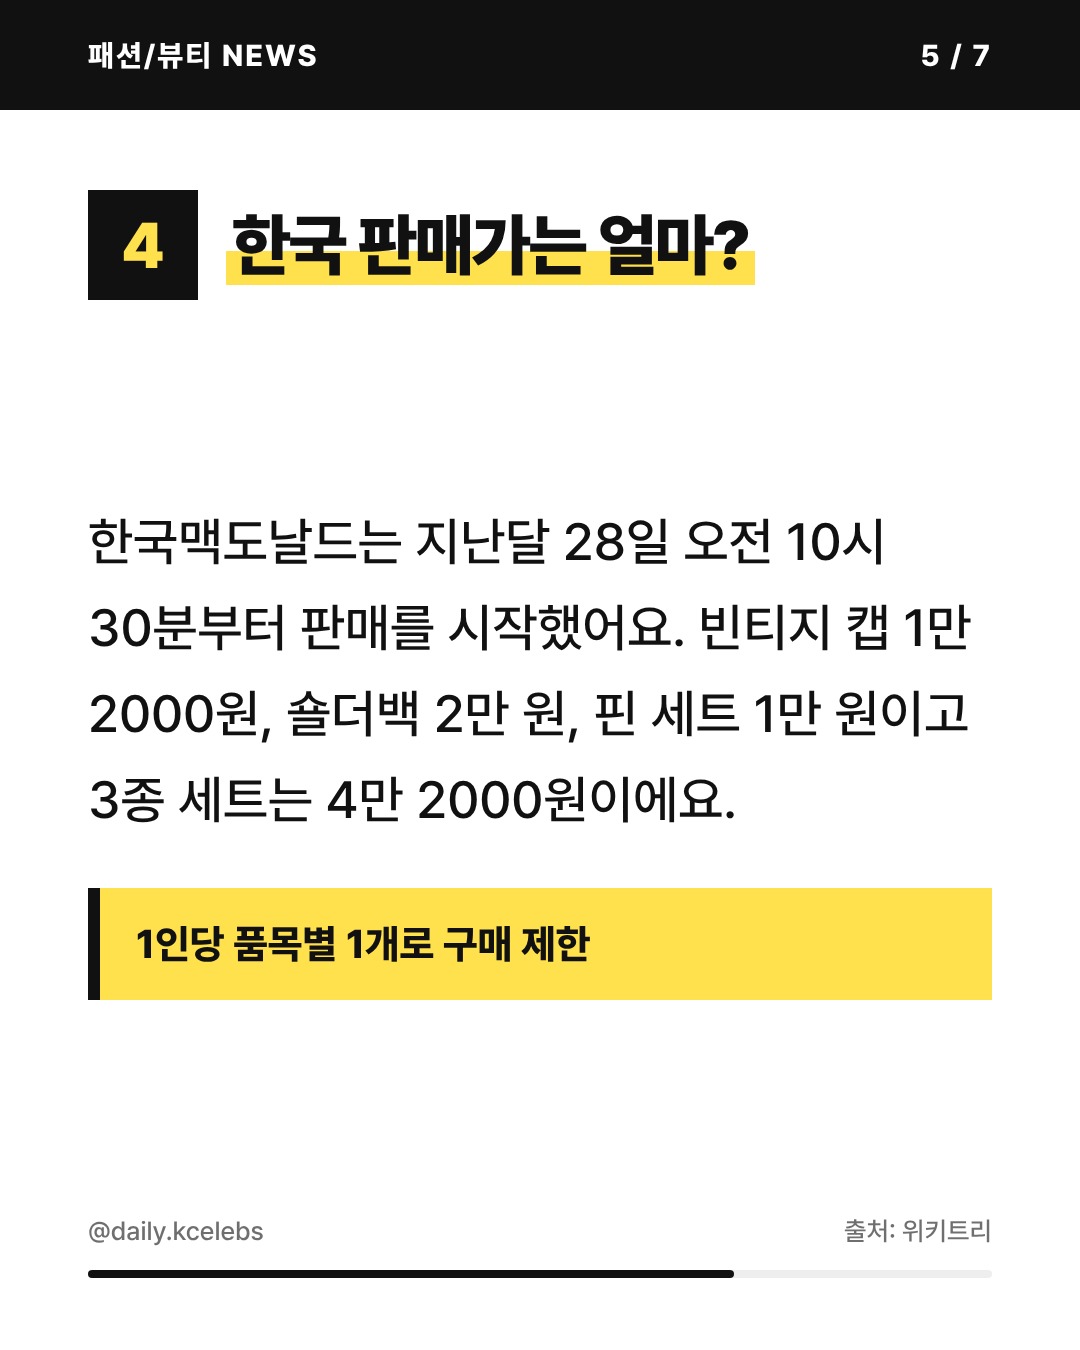 패션/뷰티 NEWS
5 / 7
4
한국 판매가는 얼마?
한국맥도날드는 지난달 28일 오전 10시
30분부터 판매를 시작했어요. 빈티지 캡 1만
2000원, 숄더백 2만 원, 핀 세트 1만 원이고
3종 세트는 4만 2000원이에요.
1인당 품목별 1개로 구매 제한
@daily.kcelebs
출처: 위키트리